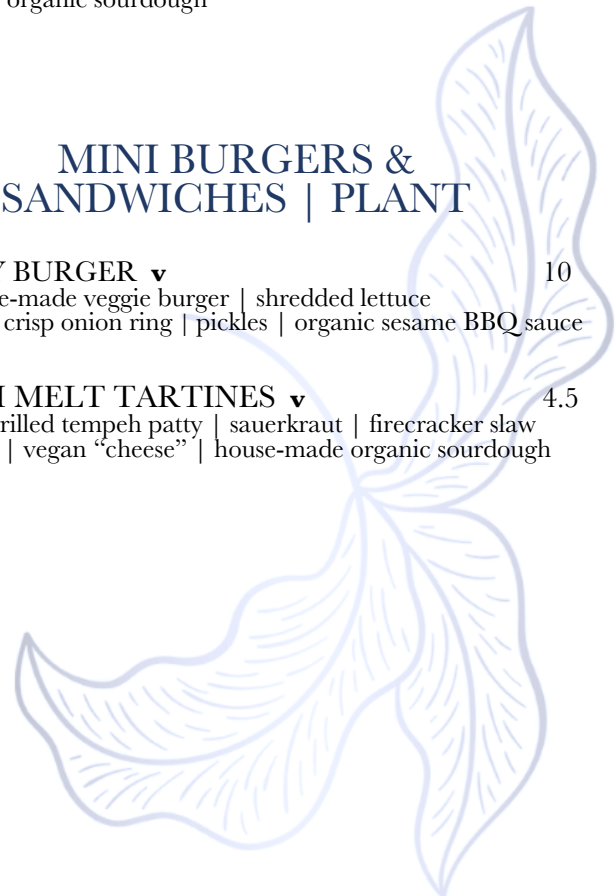 organic sourdough
MINI BURGERS &
SANDWICHES | PLANT
Y BURGER v 10
e-made veggie burger | shredded lettuce
crisp onion ring | pickles | organic sesame BBQ sauce
MELT TARTINES v 4.5
rilled tempeh patty | sauerkraut | firecracker slaw
| vegan “cheese” | house-made organic sourdough